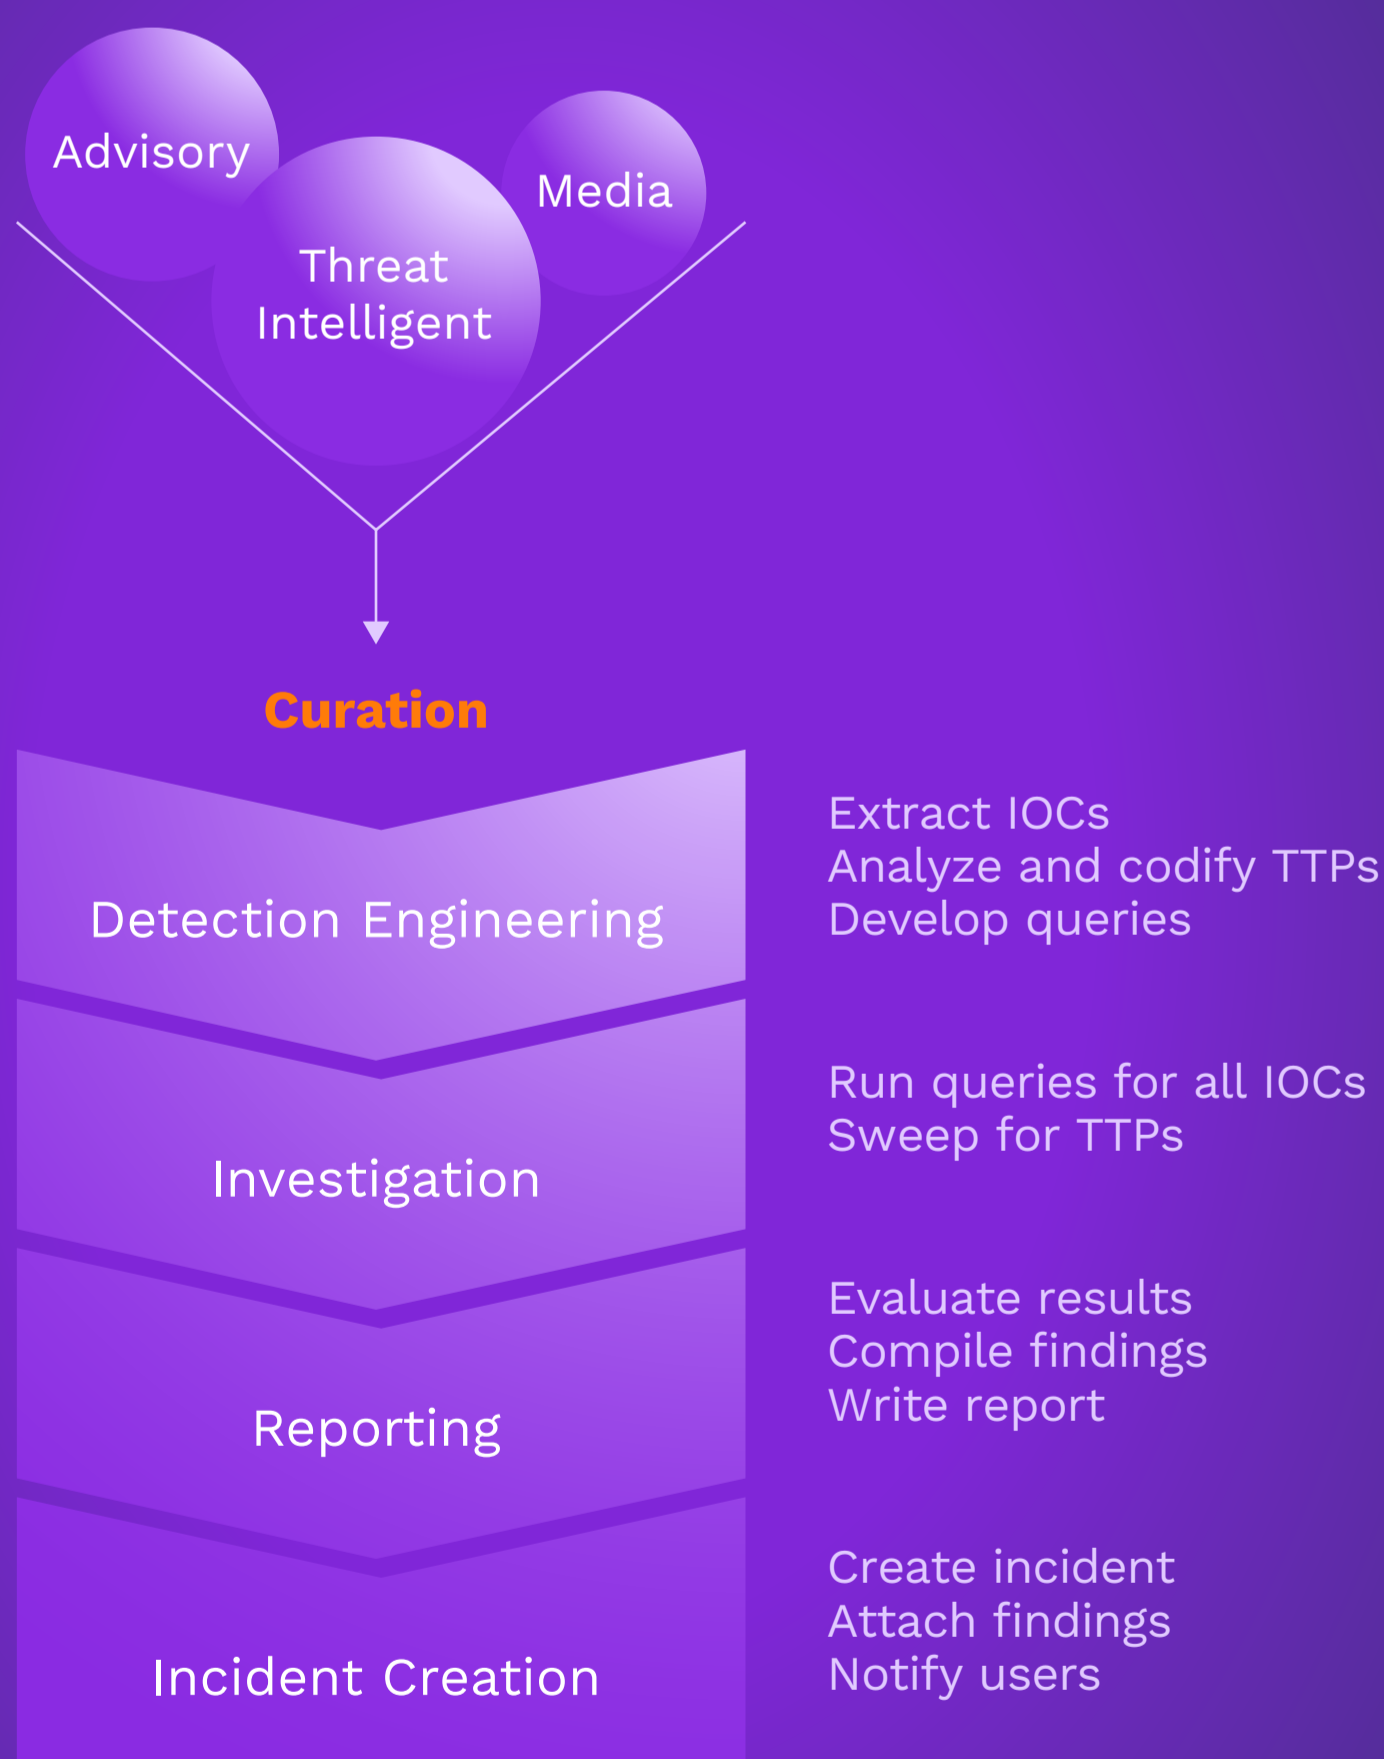 Advisory
Threat
Intelligent
Media
Curation
Detection Engineering
Extract IOCs
Analyze and codify TTPs
Develop queries
Investigation
Run queries for all IOCs
Sweep for TTPs
Reporting
Evaluate results
Compile findings
Write report
Incident Creation
Create incident
Attach findings
Notify users